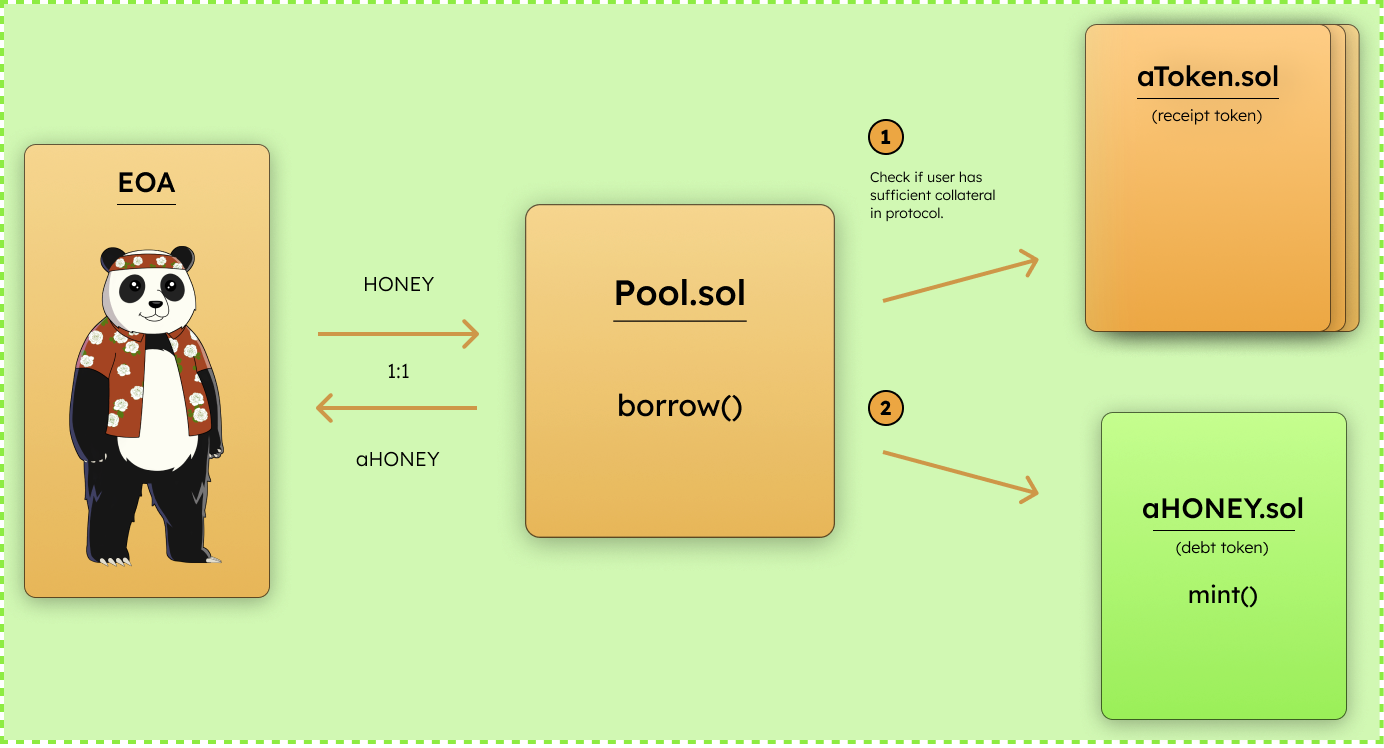 EOA
HONEY
1:1
aHONEY
Pool.sol
borrow()
1
Check if user has
sufficient collateral
in protocol.
2
aToken.sol
(receipt token)
aHONEY.sol
(debt token)
mint()